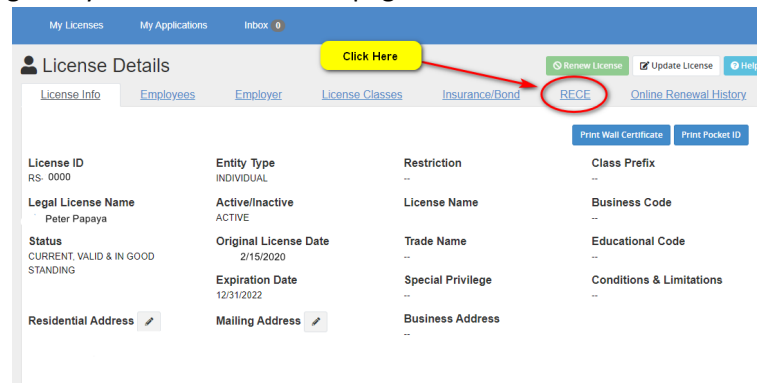 My Licenses My Applications Inbox 0
Click Here
License Details
Renew License Update License Help
License Info Employees Employer License Classes Insurance/Bond RECE Online Renewal History
Print Wall Certificate Print Pocket ID
License ID Entity Type Restriction Class Prefix
RS- 0000 INDIVIDUAL -- --
Legal License Name Active/Inactive License Name Business Code
Peter Papaya ACTIVE --
Status Original License Date Trade Name Educational Code
CURRENT, VALID & IN GOOD 2/15/2020 -- --
STANDING
Expiration Date Special Privilege Conditions & Limitations
12/31/2022 -- --
Residential Address Mailing Address Business Address
--